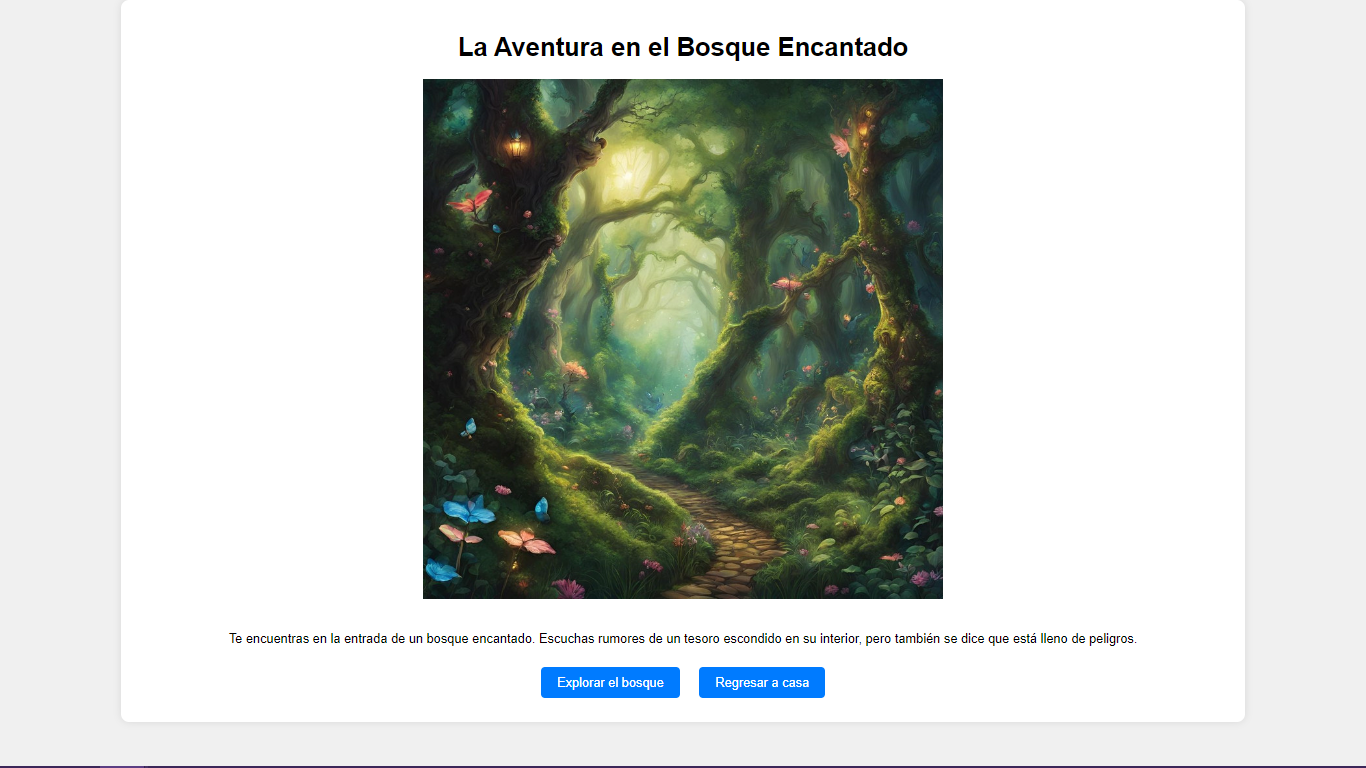 La Aventura en el Bosque Encantado
Te encuentras en la entrada de un bosque encantado. Escuchas rumores de un tesoro escondido en su interior, pero también se dice que está lleno de peligros.
Explorar el bosque
Regresar a casa